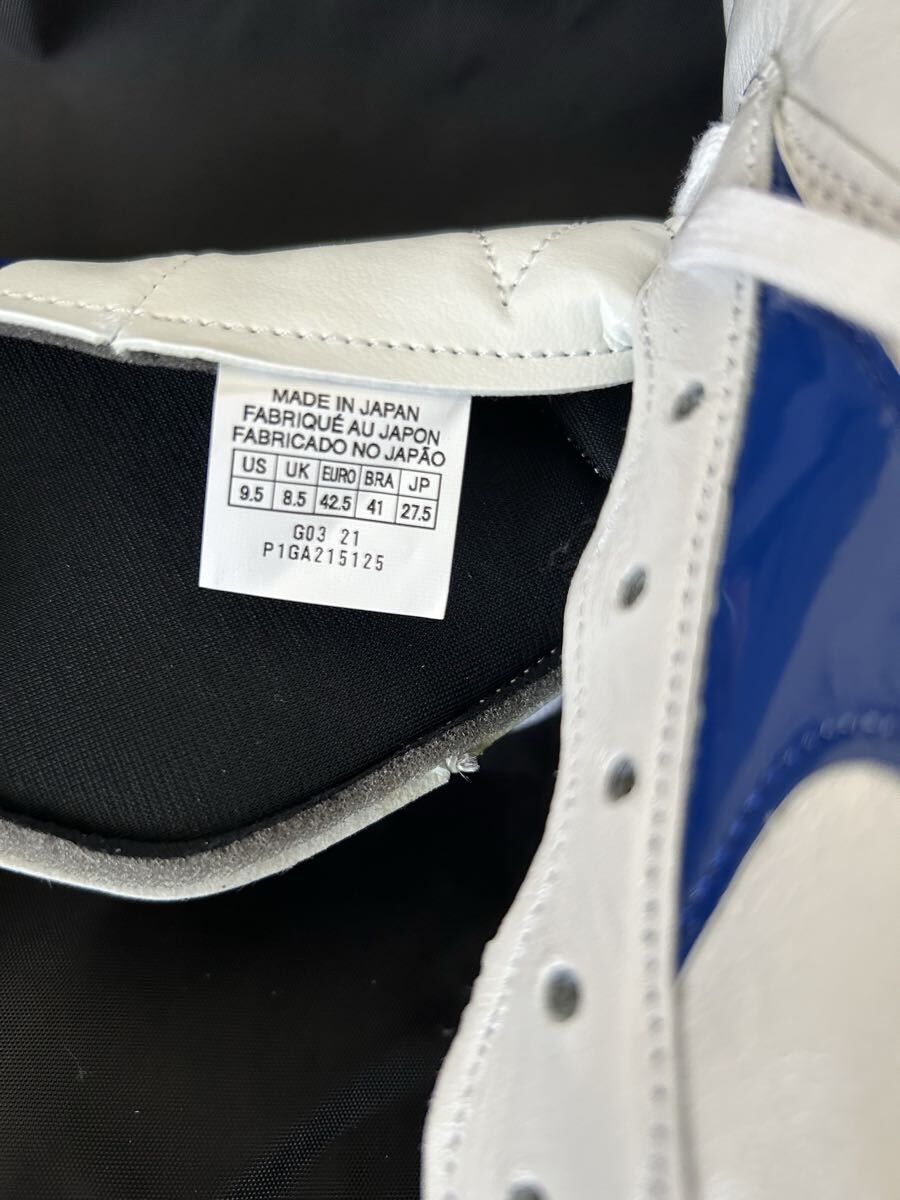 MADE IN JAPAN
FABRIQUÉ AU JAPON
FABRICADO NO JAPÃO
US UK EURO BRA JP
9.5 8.5 42.5 41 27.5
G03 21
P1GA215125